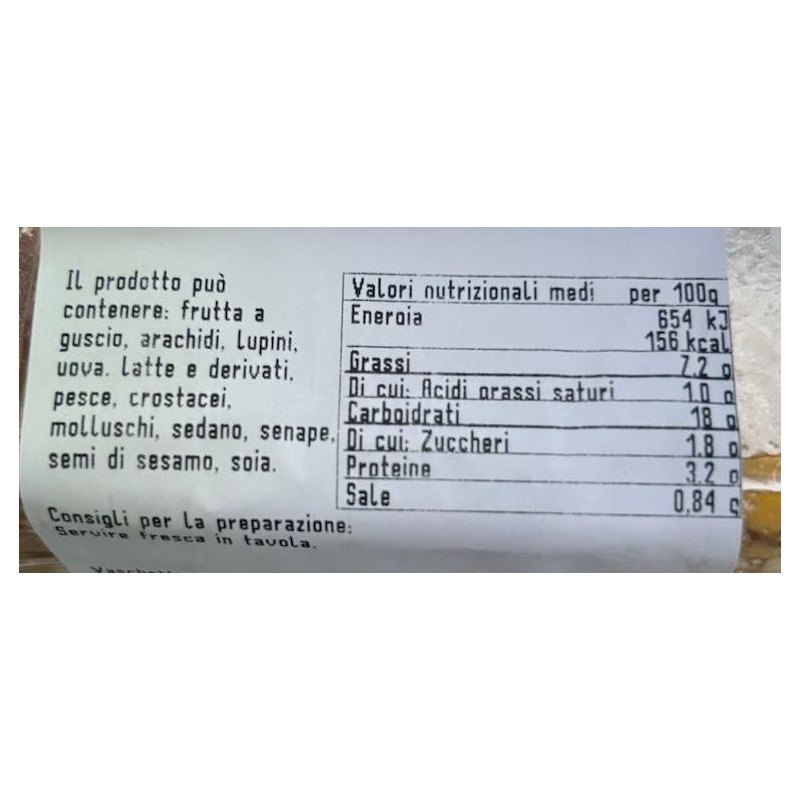 Il prodotto può
contenere: frutta a
guscio, arachidi, lupini,
uova. Latte e derivati,
pesce, crostacei,
molluschi, sedano, senape,
semi di sesamo, soia.
Consigli per la preparazione:
Servire fresca in tavola.
Valori nutrizionali medi per 100g
Energia 654 kJ
156 kcal
Grassi 7.2 g
Di cui: Acidi grassi saturi 1.0 g
Carboidrati 18 g
Di cui: Zuccheri 1.8 g
Proteine 3.2 g
Sale 0,84 g